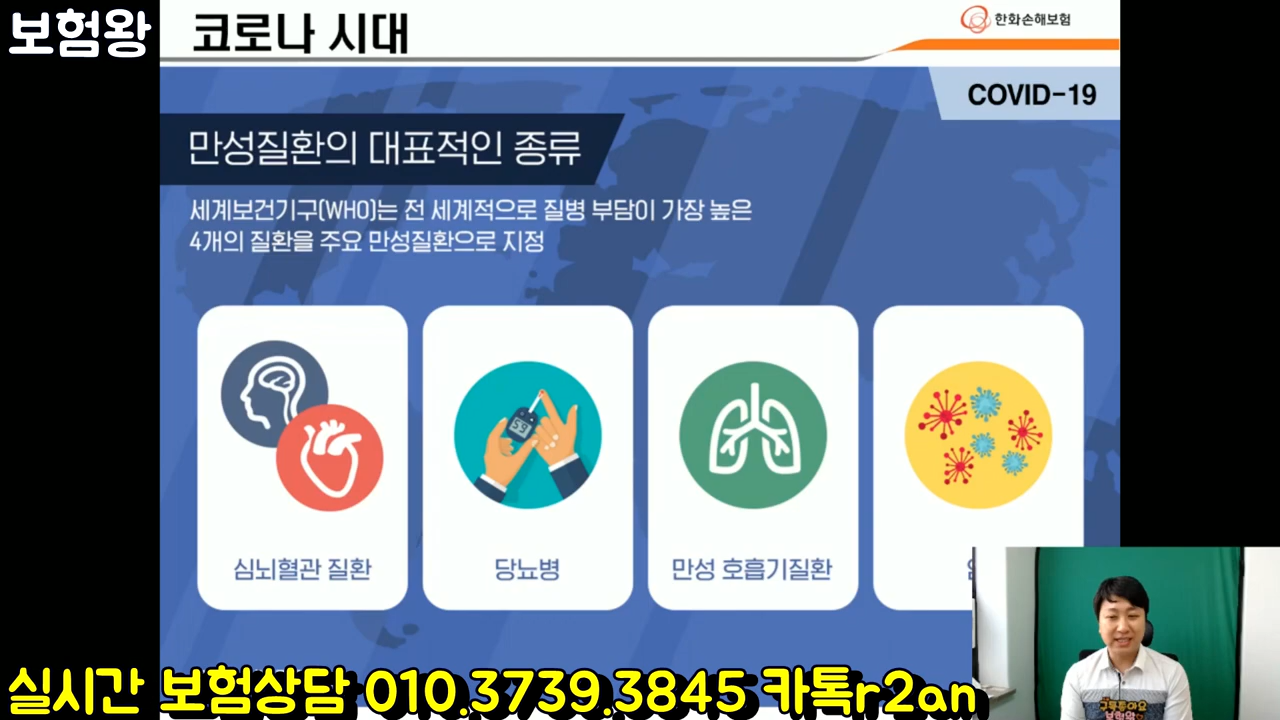 보험왕
코로나 시대
한화손해보험
COVID-19
만성질환의 대표적인 종류
세계보건기구(WHO)는 전 세계적으로 질병 부담이 가장 높은
4개의 질환을 주요 만성질환으로 지정
심뇌혈관 질환
당뇨병
만성 호흡기질환
구독좋아요
실시간 보험상담 010.3739.3845 카톡r2an